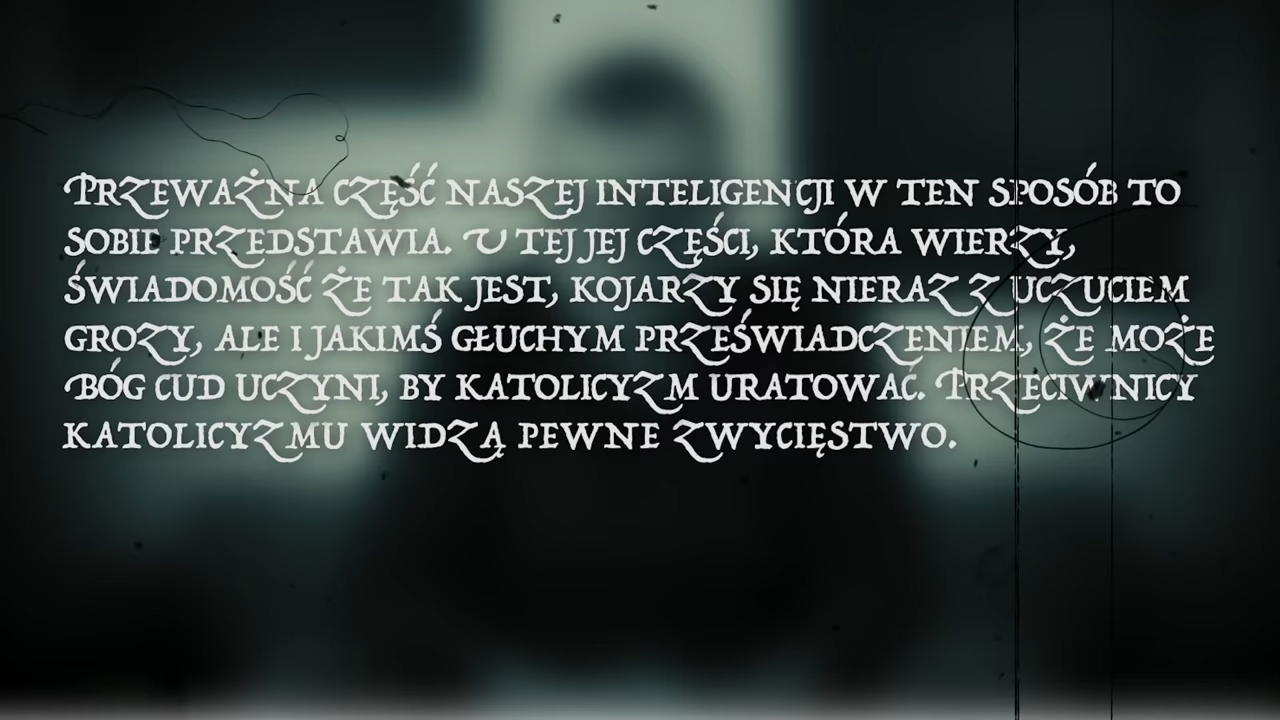 Przeważna część naszej inteligencji w ten sposób to
sobie przedstawia. U tej jej części, która wierzy,
świadomość że tak jest, kojarzy się nieraz z uczuciem
grozy, ale i jakimś głuchym przeświadczeniem, że może
Bóg cud uczyni, by katolicyzm uratować. Przeciwnicy
katolicyzmu widzą pewne zwycięstwo.